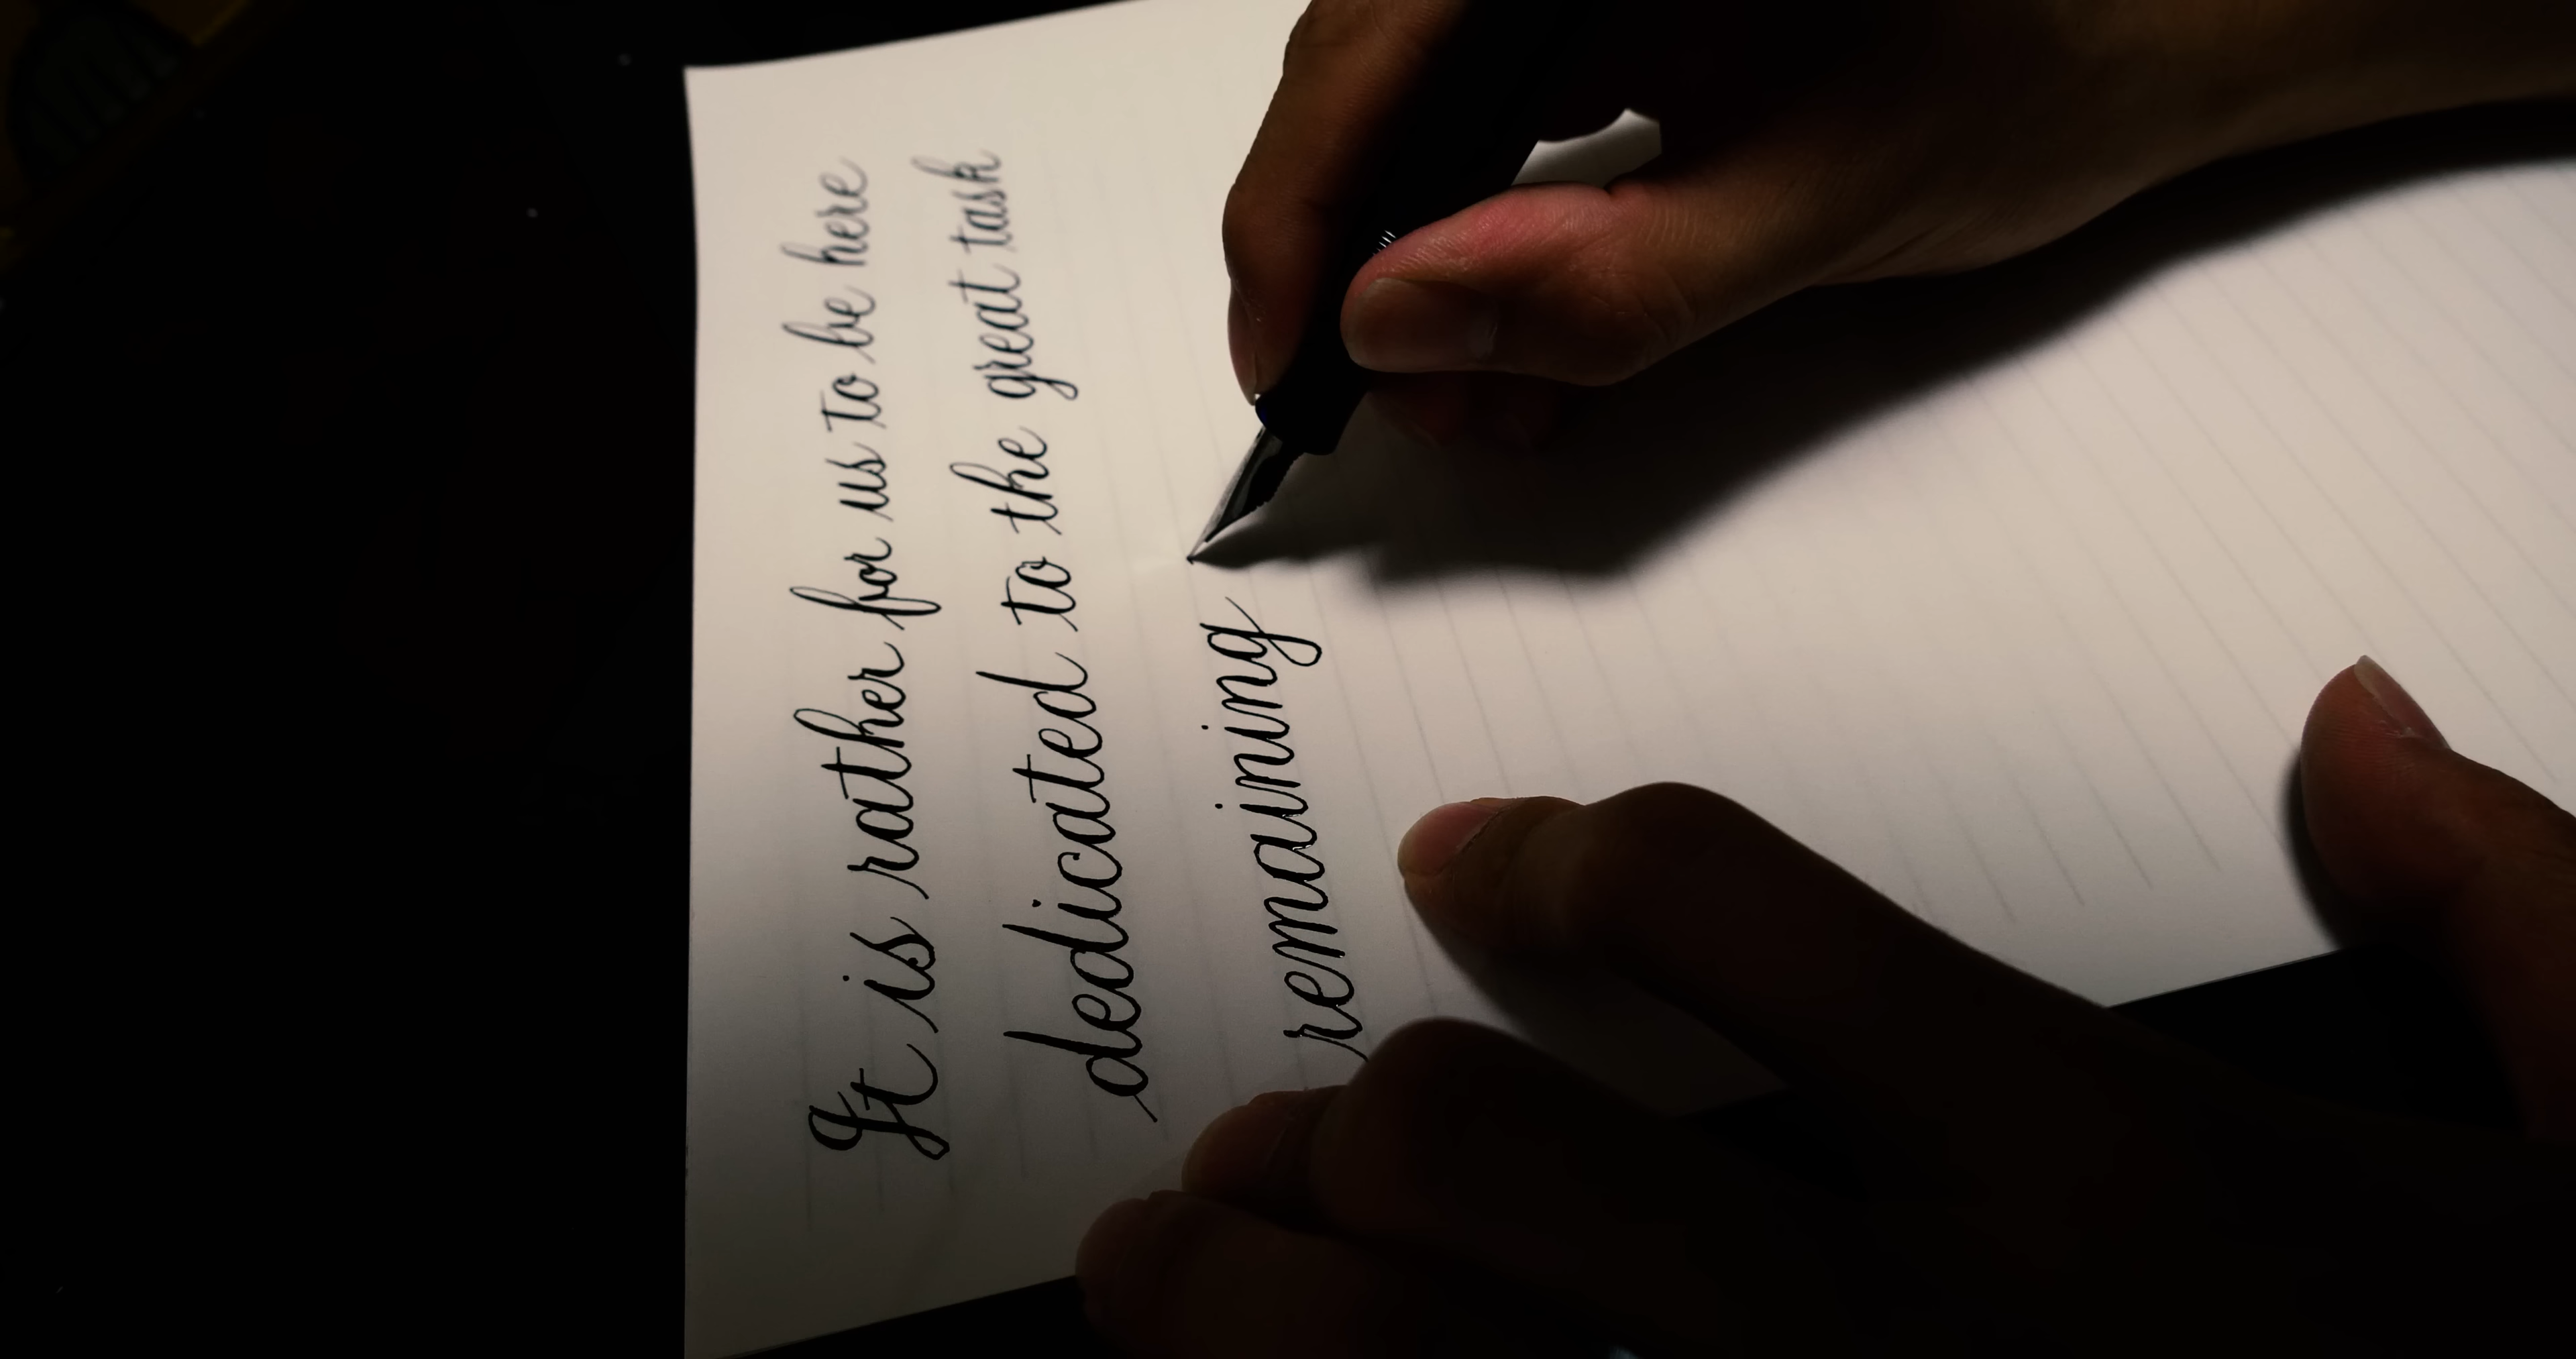 It is rather for us to be here
dedicated to the great task
remaining